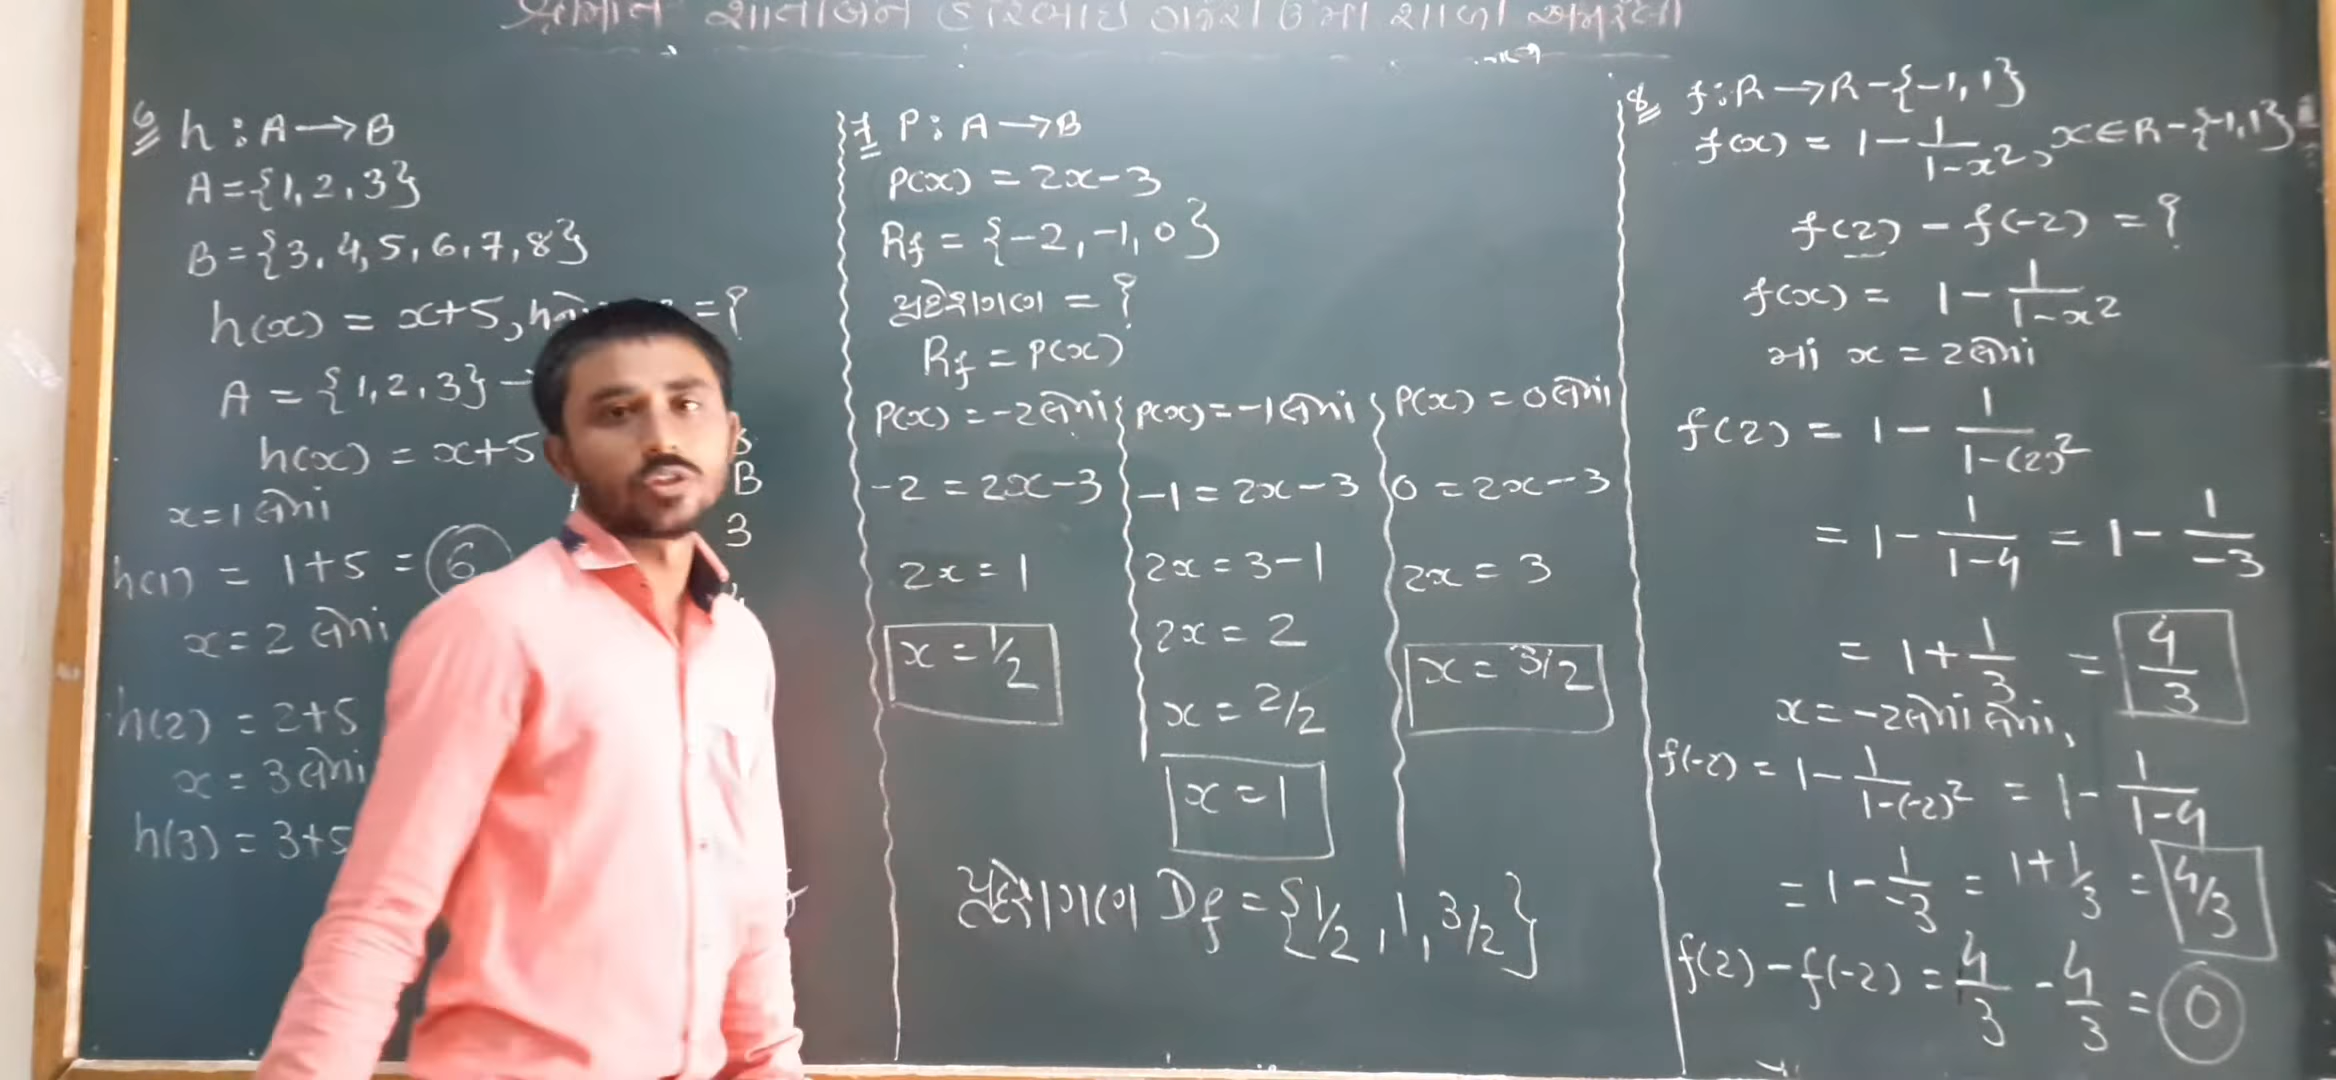 6 h : A → B
A = {1, 2, 3}
B = {3, 4, 5, 6, 7, 8}
h(x) = x+5, = ?
A = {1, 2, 3}
h(x) = x+5
x = 1 લેતાં
h(1) = 1+5 = 6
x = 2 લેતાં
h(2) = 2+5
x = 3 લેતાં
h(3) = 3+5
B
3
7 P : A → B
P(x) = 2x-3
Rf = {-2, -1, 0}
પ્રદેશગણ = ?
Rf = P(x)
P(x) = -2 લેતાં
-2 = 2x-3
2x = 1
x = 1/2
P(x) = -1 લેતાં
-1 = 2x-3
2x = 3-1
2x = 2
x = 2/2
x = 1
P(x) = 0 લેતાં
0 = 2x-3
2x = 3
x = 3/2
પ્રદેશગણ Df = {1/2, 1, 3/2}
8 f : R → R-{-1, 1}
f(x) = 1 - 1/(1-x²), x∈R-{-1, 1}
f(2) - f(-2) = ?
f(x) = 1 - 1/(1-x²)
માં x = 2 લેતાં
f(2) = 1 - 1/(1-(2)²)
= 1 - 1/(1-4) = 1 - 1/-3
= 1 + 1/3 = 4/3
x = -2 લેતાં લેતાં,
f(-2) = 1 - 1/(1-(-2)²) = 1 - 1/(1-4)
= 1 - 1/-3 = 1 + 1/3 = 4/3
f(2) - f(-2) = 4/3 - 4/3 = 0